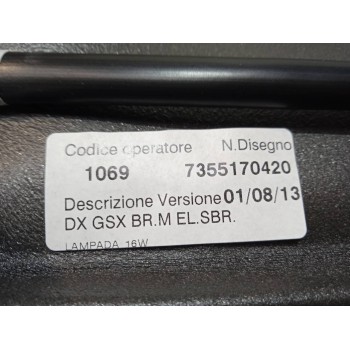 Codice operatore N.Disegno
1069 7355170420
Descrizione Versione 01/08/13
DX GSX BR.M EL.SBR.
LAMPADA 16W